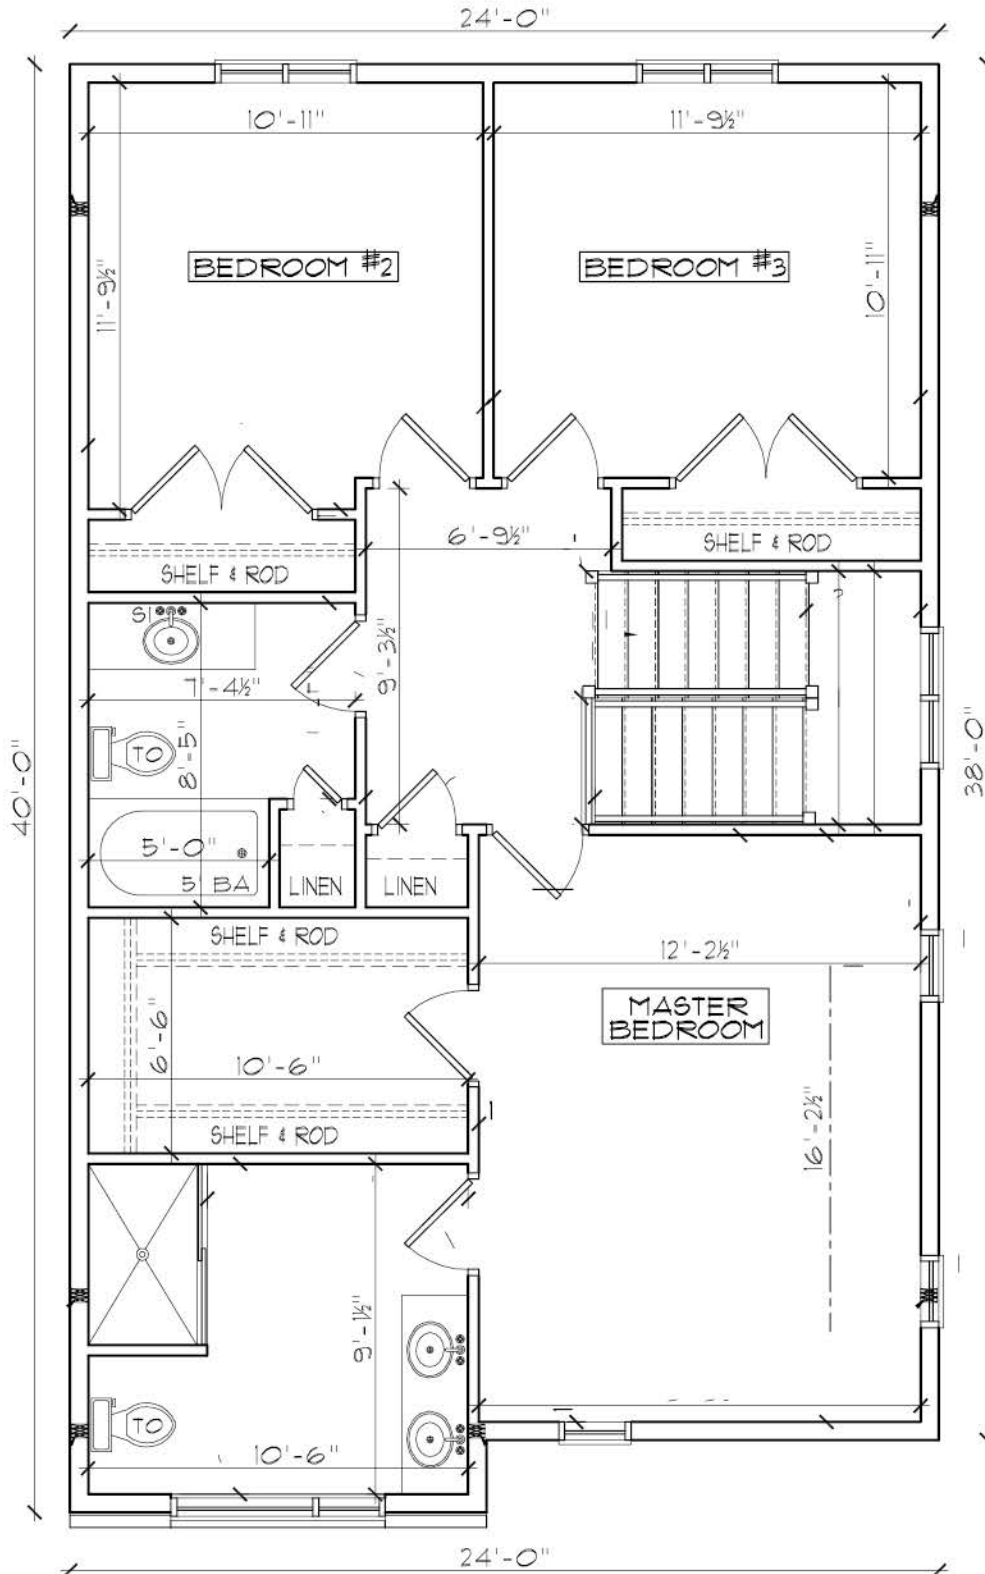 24'-0"
10'-11"
11'-9½"
BEDROOM #2
BEDROOM #3
11'-9½"
10'-11"
6'-9½"
SHELF & ROD
SHELF & ROD
7'-4½"
9'-3½"
TO
8'-5"
40'-0"
38'-0"
5'-0"
5' BA
LINEN
LINEN
SHELF & ROD
12'-2½"
MASTER
BEDROOM
6'-6"
10'-6"
SHELF & ROD
16'-2½"
9'-1½"
TO
10'-6"
24'-0"